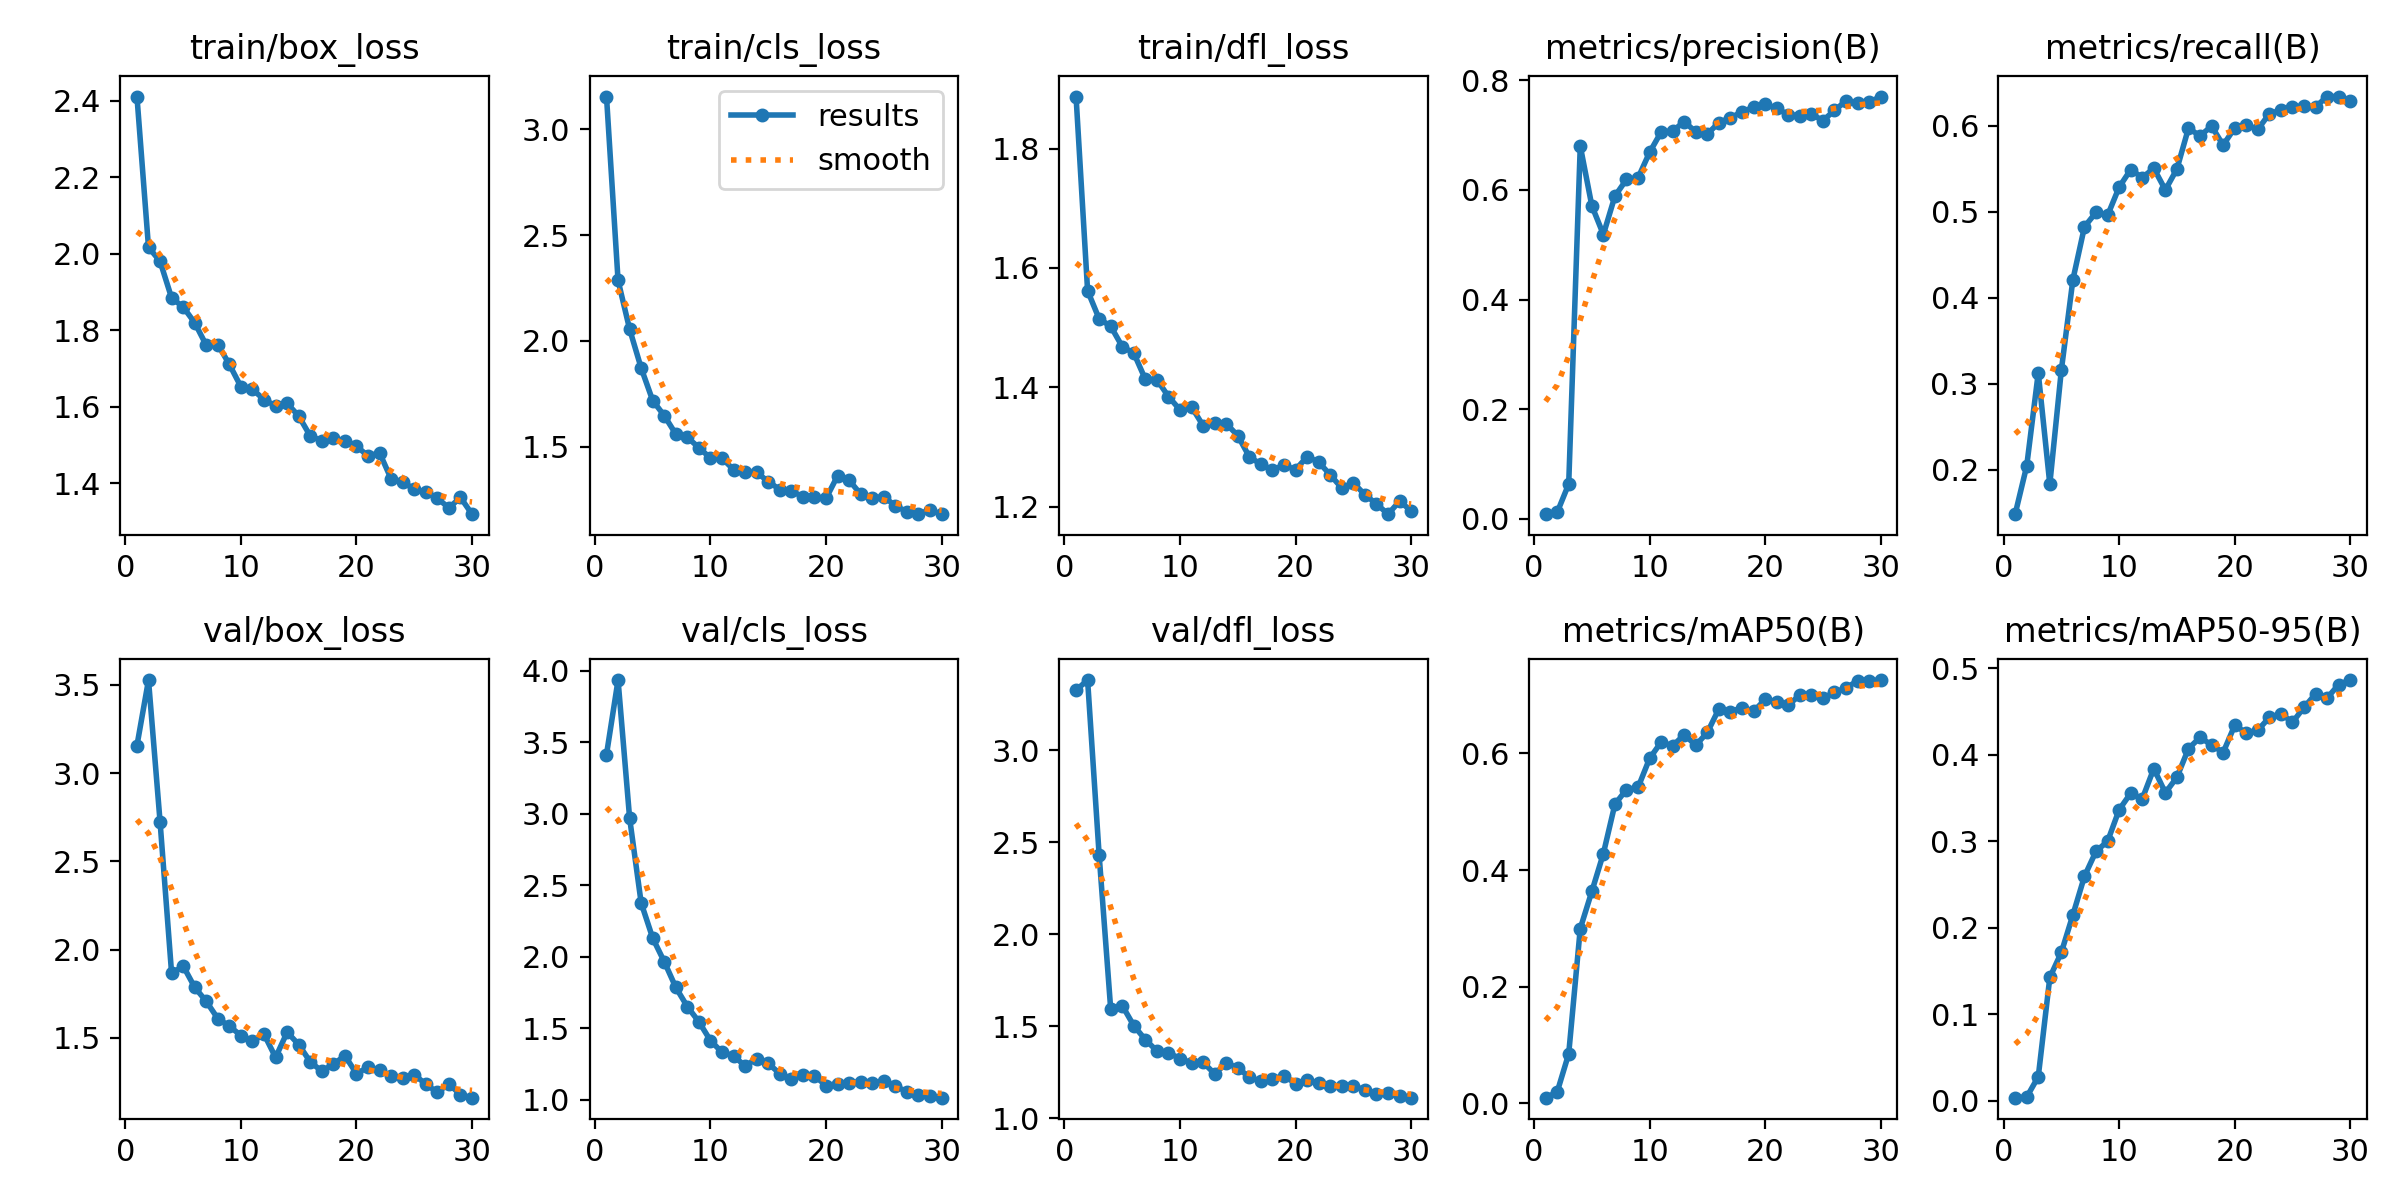 train/box_loss
2.4
2.2
2.0
1.8
1.6
1.4
0 10 20 30
train/cls_loss
results
smooth
3.0
2.5
2.0
1.5
0 10 20 30
train/dfl_loss
1.8
1.6
1.4
1.2
0 10 20 30
metrics/precision(B)
0.8
0.6
0.4
0.2
0.0
0 10 20 30
metrics/recall(B)
0.6
0.5
0.4
0.3
0.2
0 10 20 30
val/box_loss
3.5
3.0
2.5
2.0
1.5
0 10 20 30
val/cls_loss
4.0
3.5
3.0
2.5
2.0
1.5
1.0
0 10 20 30
val/dfl_loss
3.0
2.5
2.0
1.5
1.0
0 10 20 30
metrics/mAP50(B)
0.6
0.4
0.2
0.0
0 10 20 30
metrics/mAP50-95(B)
0.5
0.4
0.3
0.2
0.1
0.0
0 10 20 30